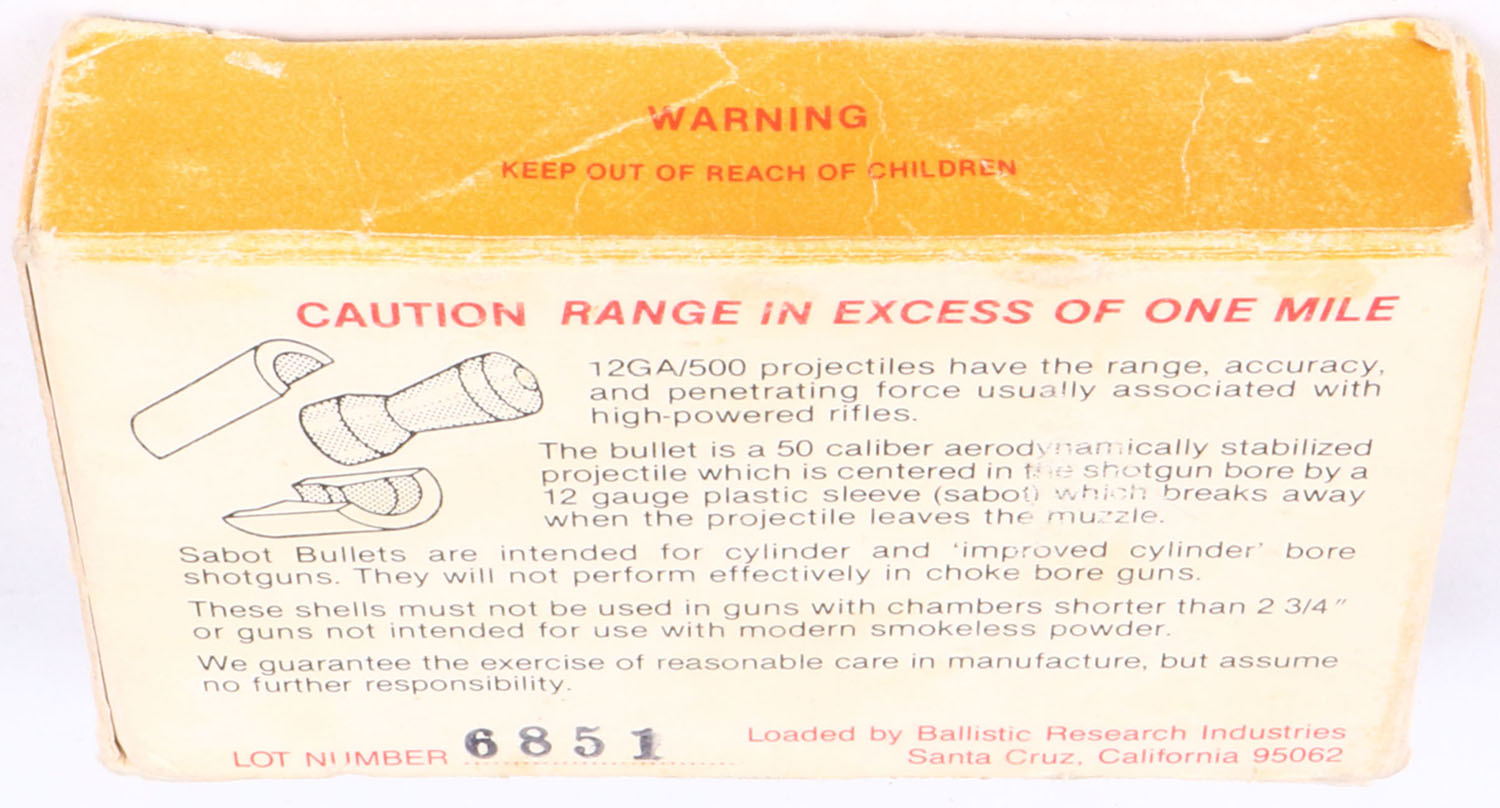 WARNING
KEEP OUT OF REACH OF CHILDREN
CAUTION RANGE IN EXCESS OF ONE MILE
12GA/500 projectiles have the range, accuracy,
and penetrating force usually associated with
high-powered rifles.
The bullet is a 50 caliber aerodynamically stabilized
projectile which is centered in the shotgun bore by a
12 gauge plastic sleeve (sabot) which breaks away
when the projectile leaves the muzzle.
Sabot Bullets are intended for cylinder and 'improved cylinder' bore
shotguns. They will not perform effectively in choke bore guns.
These shells must not be used in guns with chambers shorter than 2 3/4"
or guns not intended for use with modern smokeless powder.
We guarantee the exercise of reasonable care in manufacture, but assume
no further responsibility.
LOT NUMBER 6851
Loaded by Ballistic Research Industries
Santa Cruz, California 95062